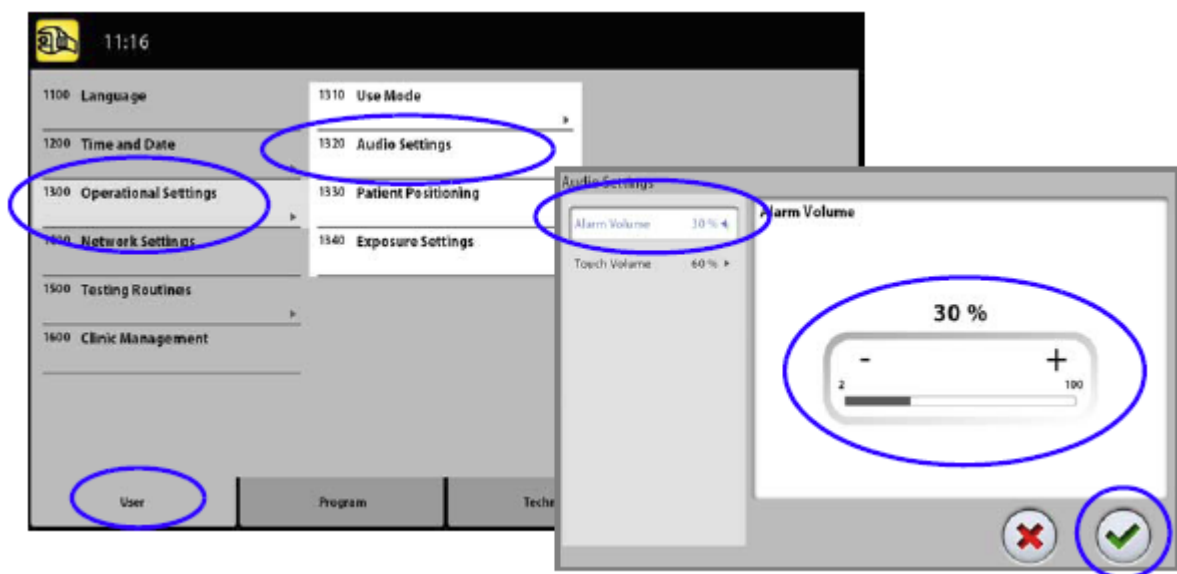 11:16
1100 Language
1200 Time and Date
1300 Operational Settings
Network Settings
1500 Testing Routines
1600 Clinic Management
1310 Use Mode
1320 Audio Settings
1330 Patient Positioning
1340 Exposure Settings
User
Program
Techn
Audio Settings
Alarm Volume 30 %
Touch Volume 60 %
Alarm Volume
30 %
- +
2 100